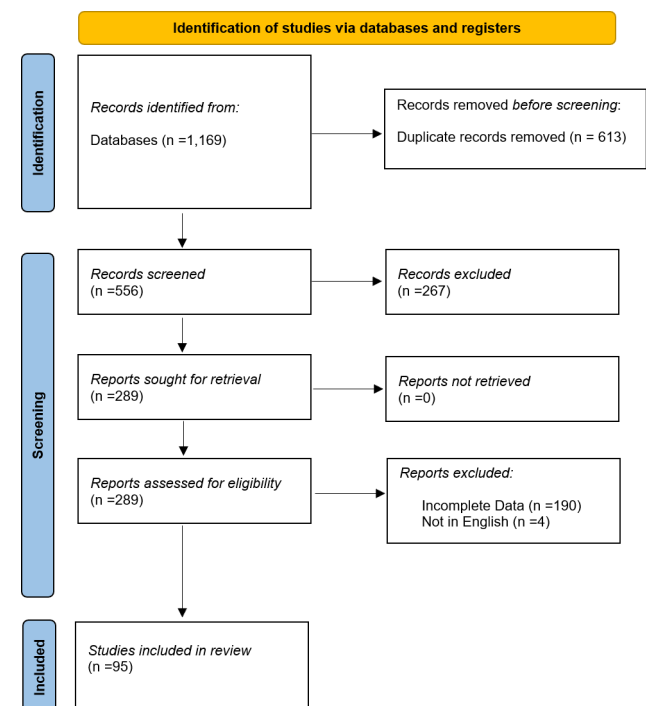 Identification of studies via databases and registers
Identification
Records identified from:
Databases (n =1,169)
Records removed before screening:
Duplicate records removed (n = 613)
Screening
Records screened
(n =556)
Records excluded
(n =267)
Reports sought for retrieval
(n =289)
Reports not retrieved
(n =0)
Reports assessed for eligibility
(n =289)
Reports excluded:
Incomplete Data (n =190)
Not in English (n =4)
Included
Studies included in review
(n =95)